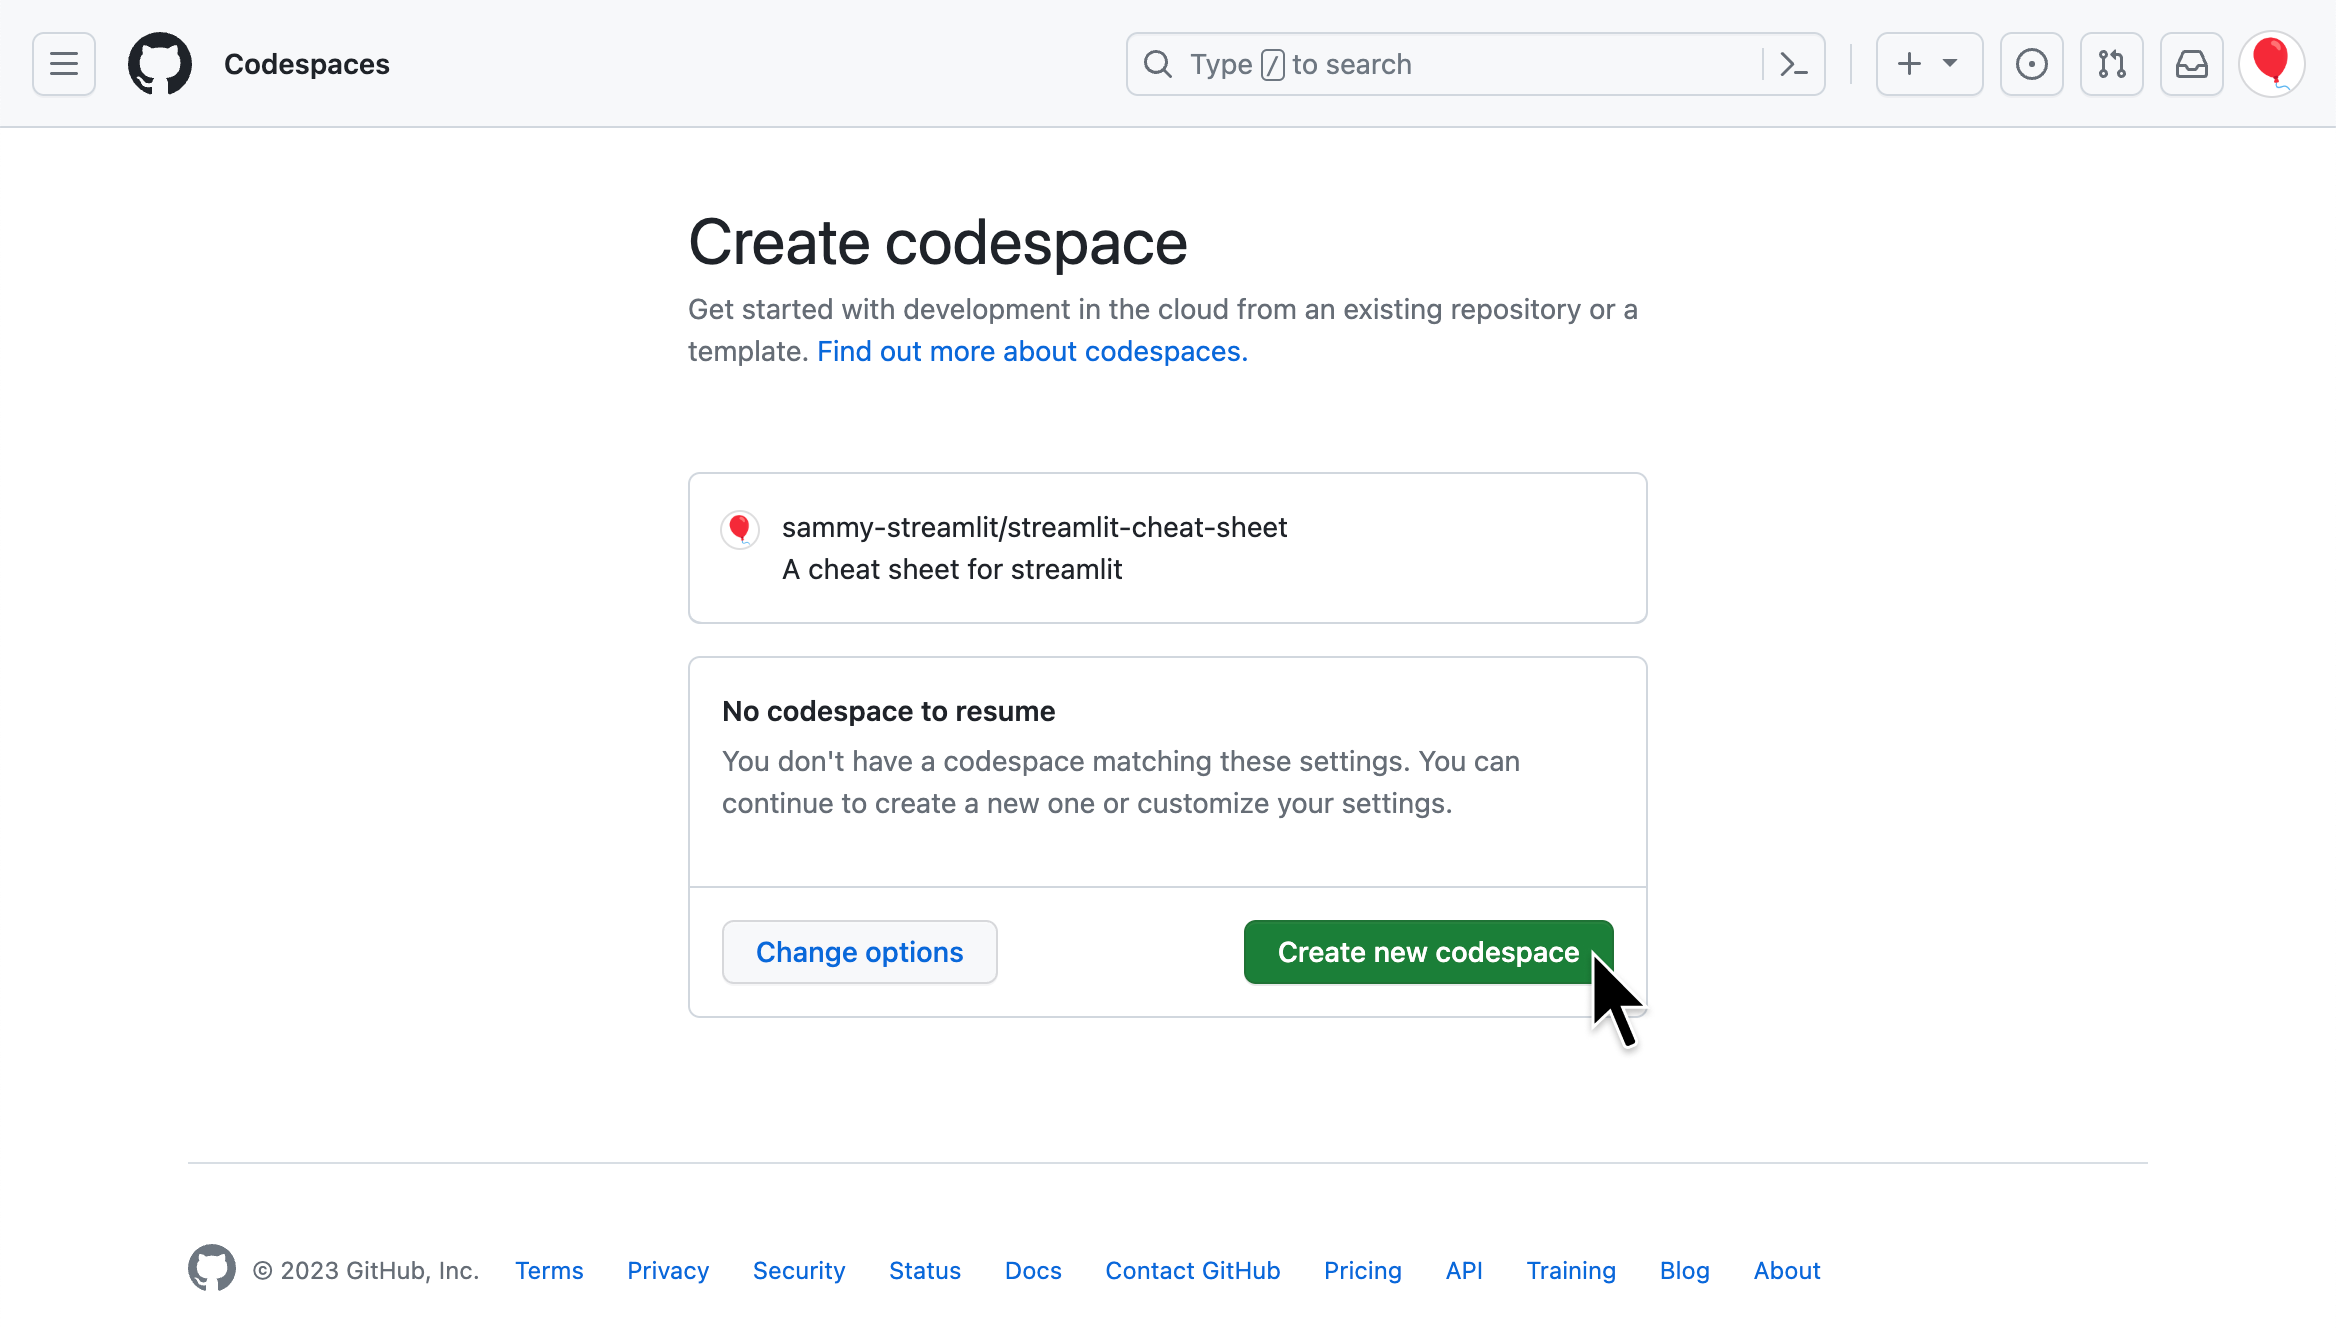 Codespaces
Type / to search
Create codespace
Get started with development in the cloud from an existing repository or a
template. Find out more about codespaces.
sammy-streamlit/streamlit-cheat-sheet
A cheat sheet for streamlit
No codespace to resume
You don't have a codespace matching these settings. You can
continue to create a new one or customize your settings.
Change options
Create new codespace
© 2023 GitHub, Inc. Terms Privacy Security Status Docs Contact GitHub Pricing API Training Blog About